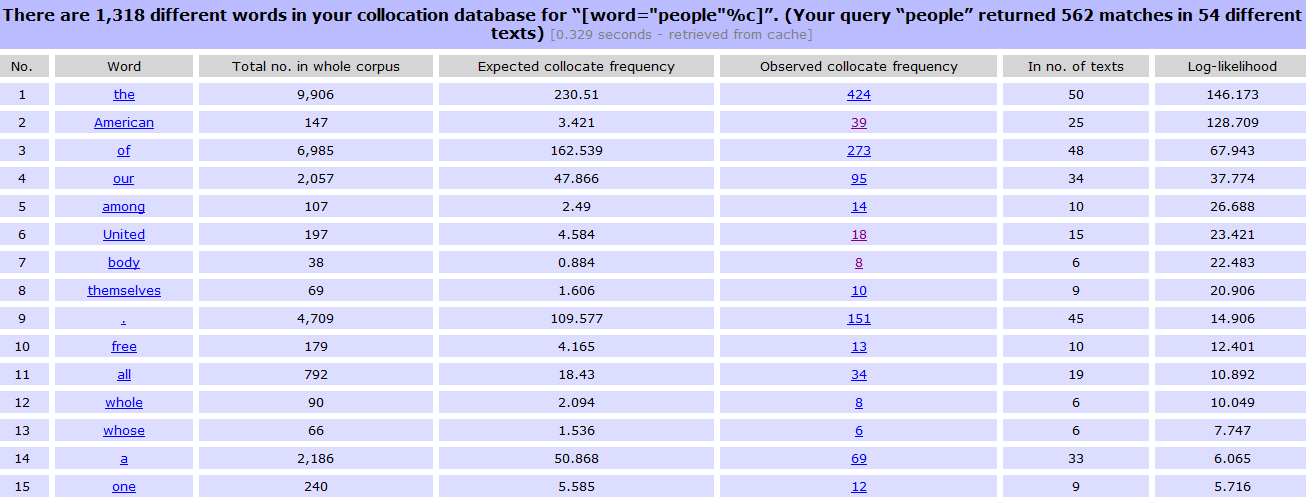 There are 1,318 different words in your collocation database for “[word="people"%c]”. (Your query “people” returned 562 matches in 54 different
texts) [0.329 seconds - retrieved from cache]
No. Word Total no. in whole corpus Expected collocate frequency Observed collocate frequency In no. of texts Log-likelihood
1 the 9,906 230.51 424 50 146.173
2 American 147 3.421 39 25 128.709
3 of 6,985 162.539 273 48 67.943
4 our 2,057 47.866 95 34 37.774
5 among 107 2.49 14 10 26.688
6 United 197 4.584 18 15 23.421
7 body 38 0.884 8 6 22.483
8 themselves 69 1.606 10 9 20.906
9 . 4,709 109.577 151 45 14.906
10 free 179 4.165 13 10 12.401
11 all 792 18.43 34 19 10.892
12 whole 90 2.094 8 6 10.049
13 whose 66 1.536 6 6 7.747
14 a 2,186 50.868 69 33 6.065
15 one 240 5.585 12 9 5.716